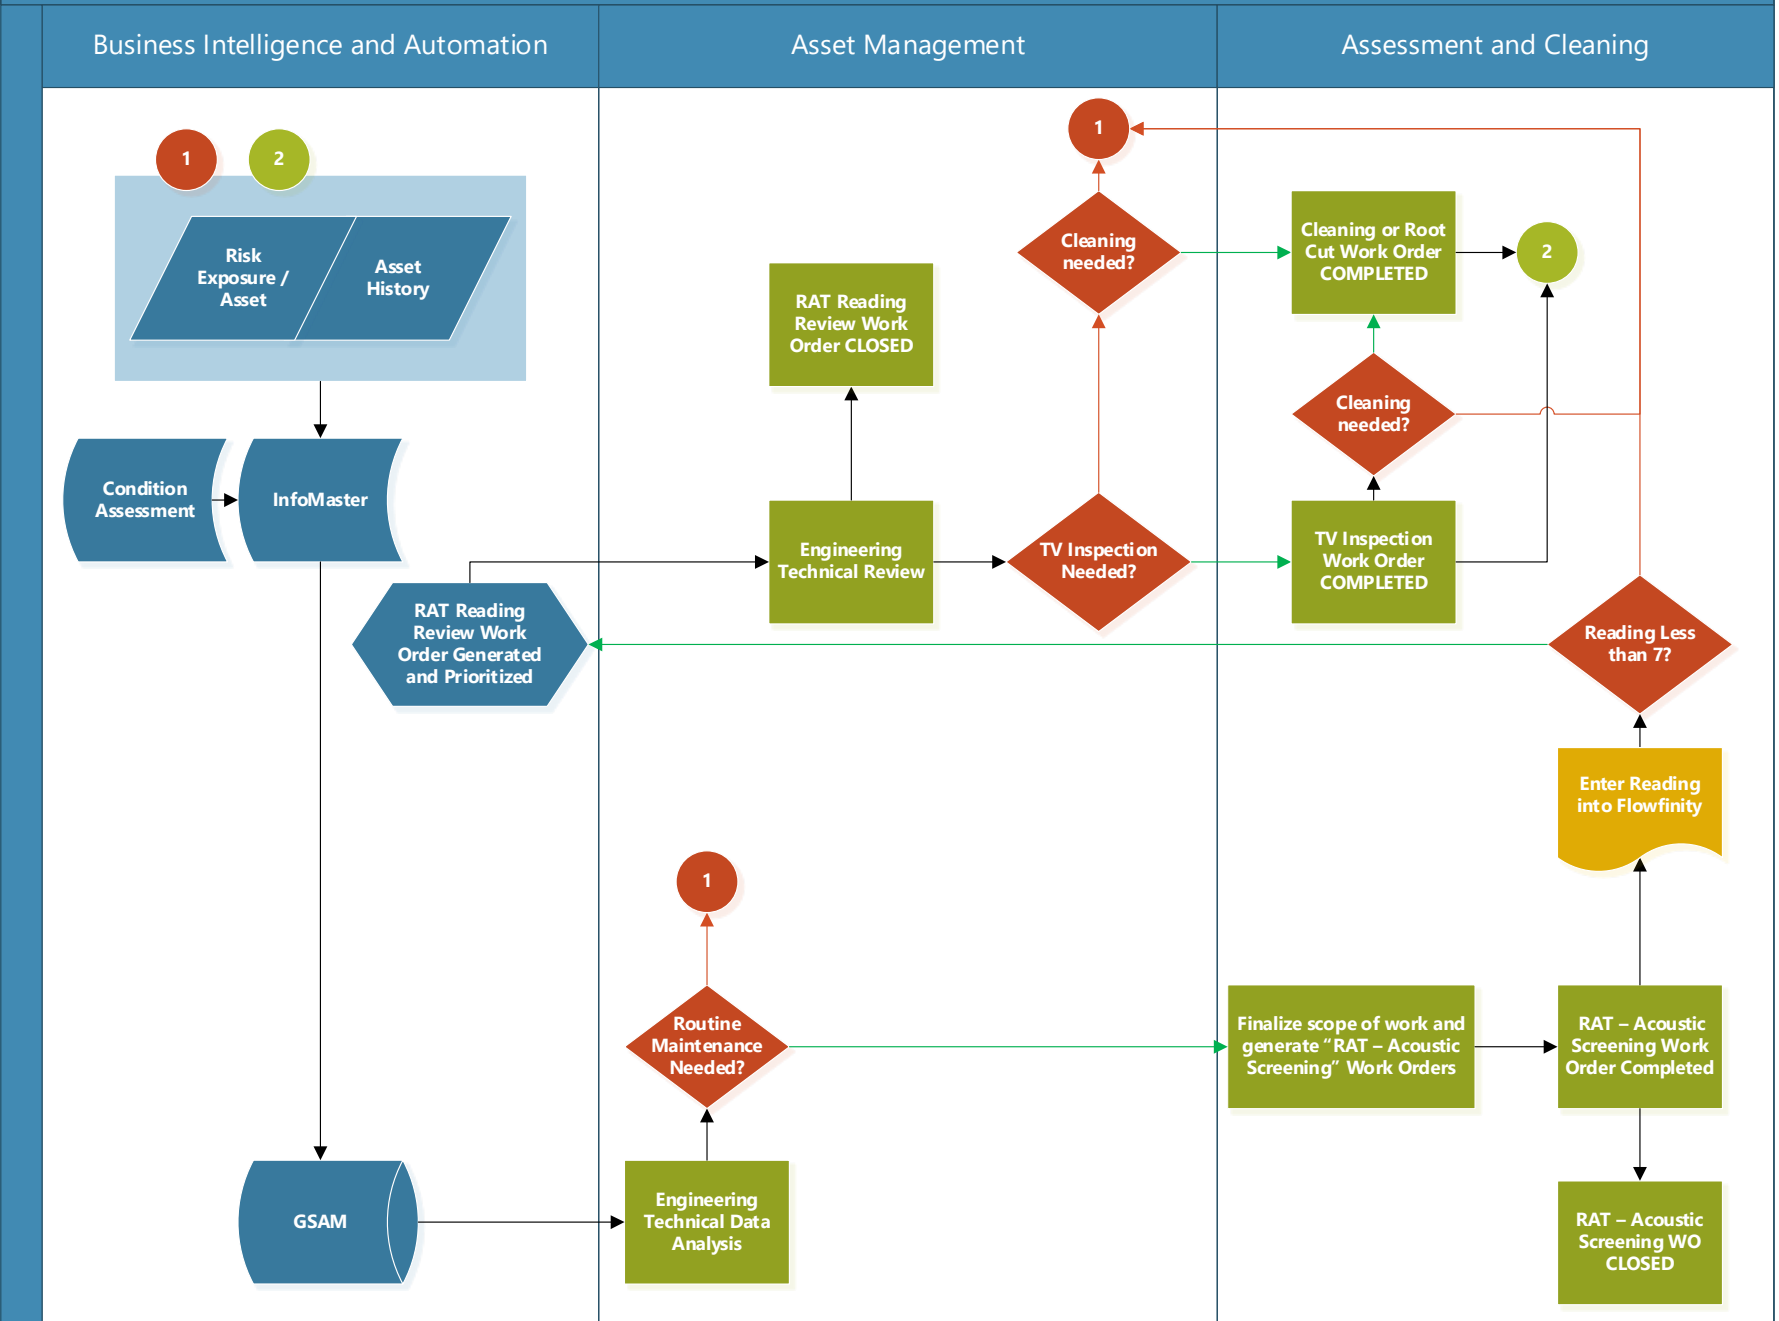 Business Intelligence and Automation
Asset Management
Assessment and Cleaning
1
2
Risk
Exposure /
Asset
Asset
History
Condition
Assessment
InfoMaster
RAT Reading
Review Work
Order Generated
and Prioritized
GSAM
1
Cleaning
needed?
RAT Reading
Review Work
Order CLOSED
Engineering
Technical Review
TV Inspection
Needed?
1
Routine
Maintenance
Needed?
Engineering
Technical Data
Analysis
Cleaning or Root
Cut Work Order
COMPLETED
2
Cleaning
needed?
TV Inspection
Work Order
COMPLETED
Reading Less
than 7?
Enter Reading
into Flowfinity
Finalize scope of work and
generate “RAT – Acoustic
Screening” Work Orders
RAT – Acoustic
Screening Work
Order Completed
RAT – Acoustic
Screening WO
CLOSED